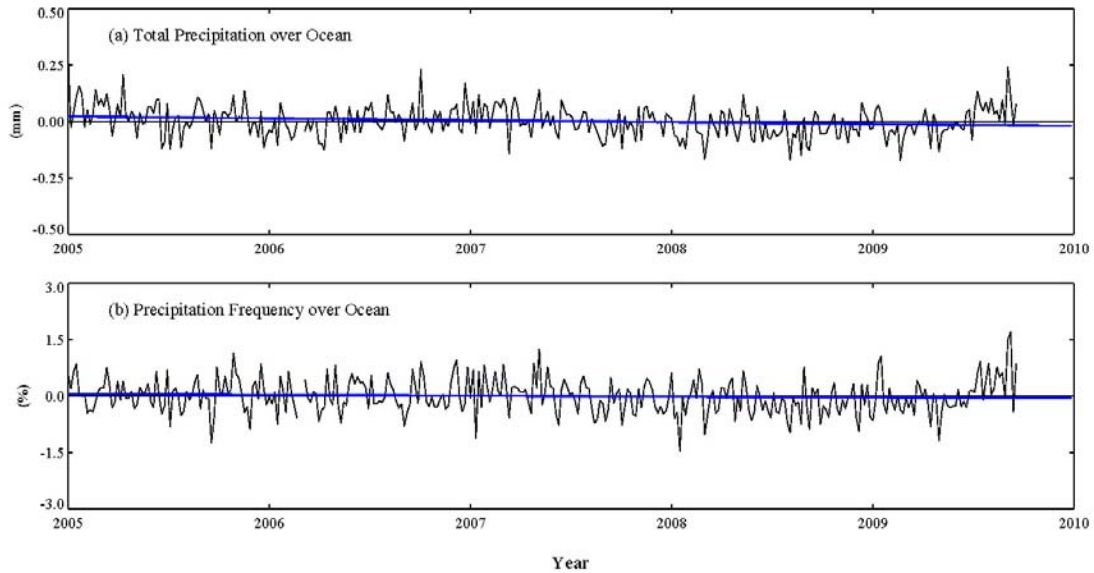 0.50
(a) Total Precipitation over Ocean
0.25
(mm)
0.00
-0.25
-0.50
2005 2006 2007 2008 2009 2010
3.0
(b) Precipitation Frequency over Ocean
1.5
(%)
0.0
-1.5
-3.0
2005 2006 2007 2008 2009 2010
Year